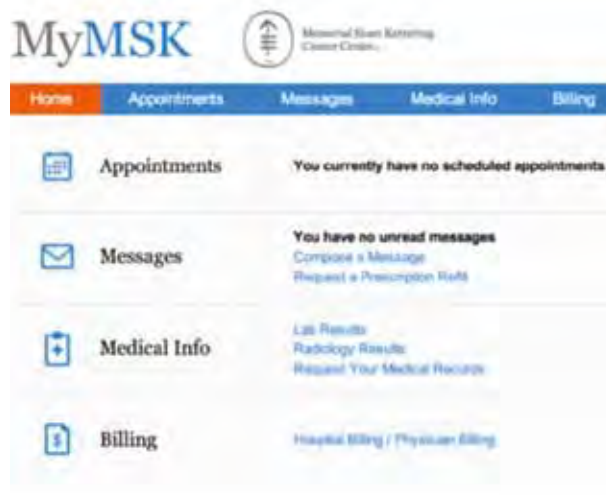 MyMSK
Memorial Sloan Kettering
Cancer Center
Home Appointments Messages Medical Info Billing
Appointments You currently have no scheduled appointments
Messages You have no unread messages
Compose a Message
Request a Prescription Refill
Medical Info Lab Results
Radiology Results
Request Your Medical Records
Billing Hospital Billing / Physician Billing